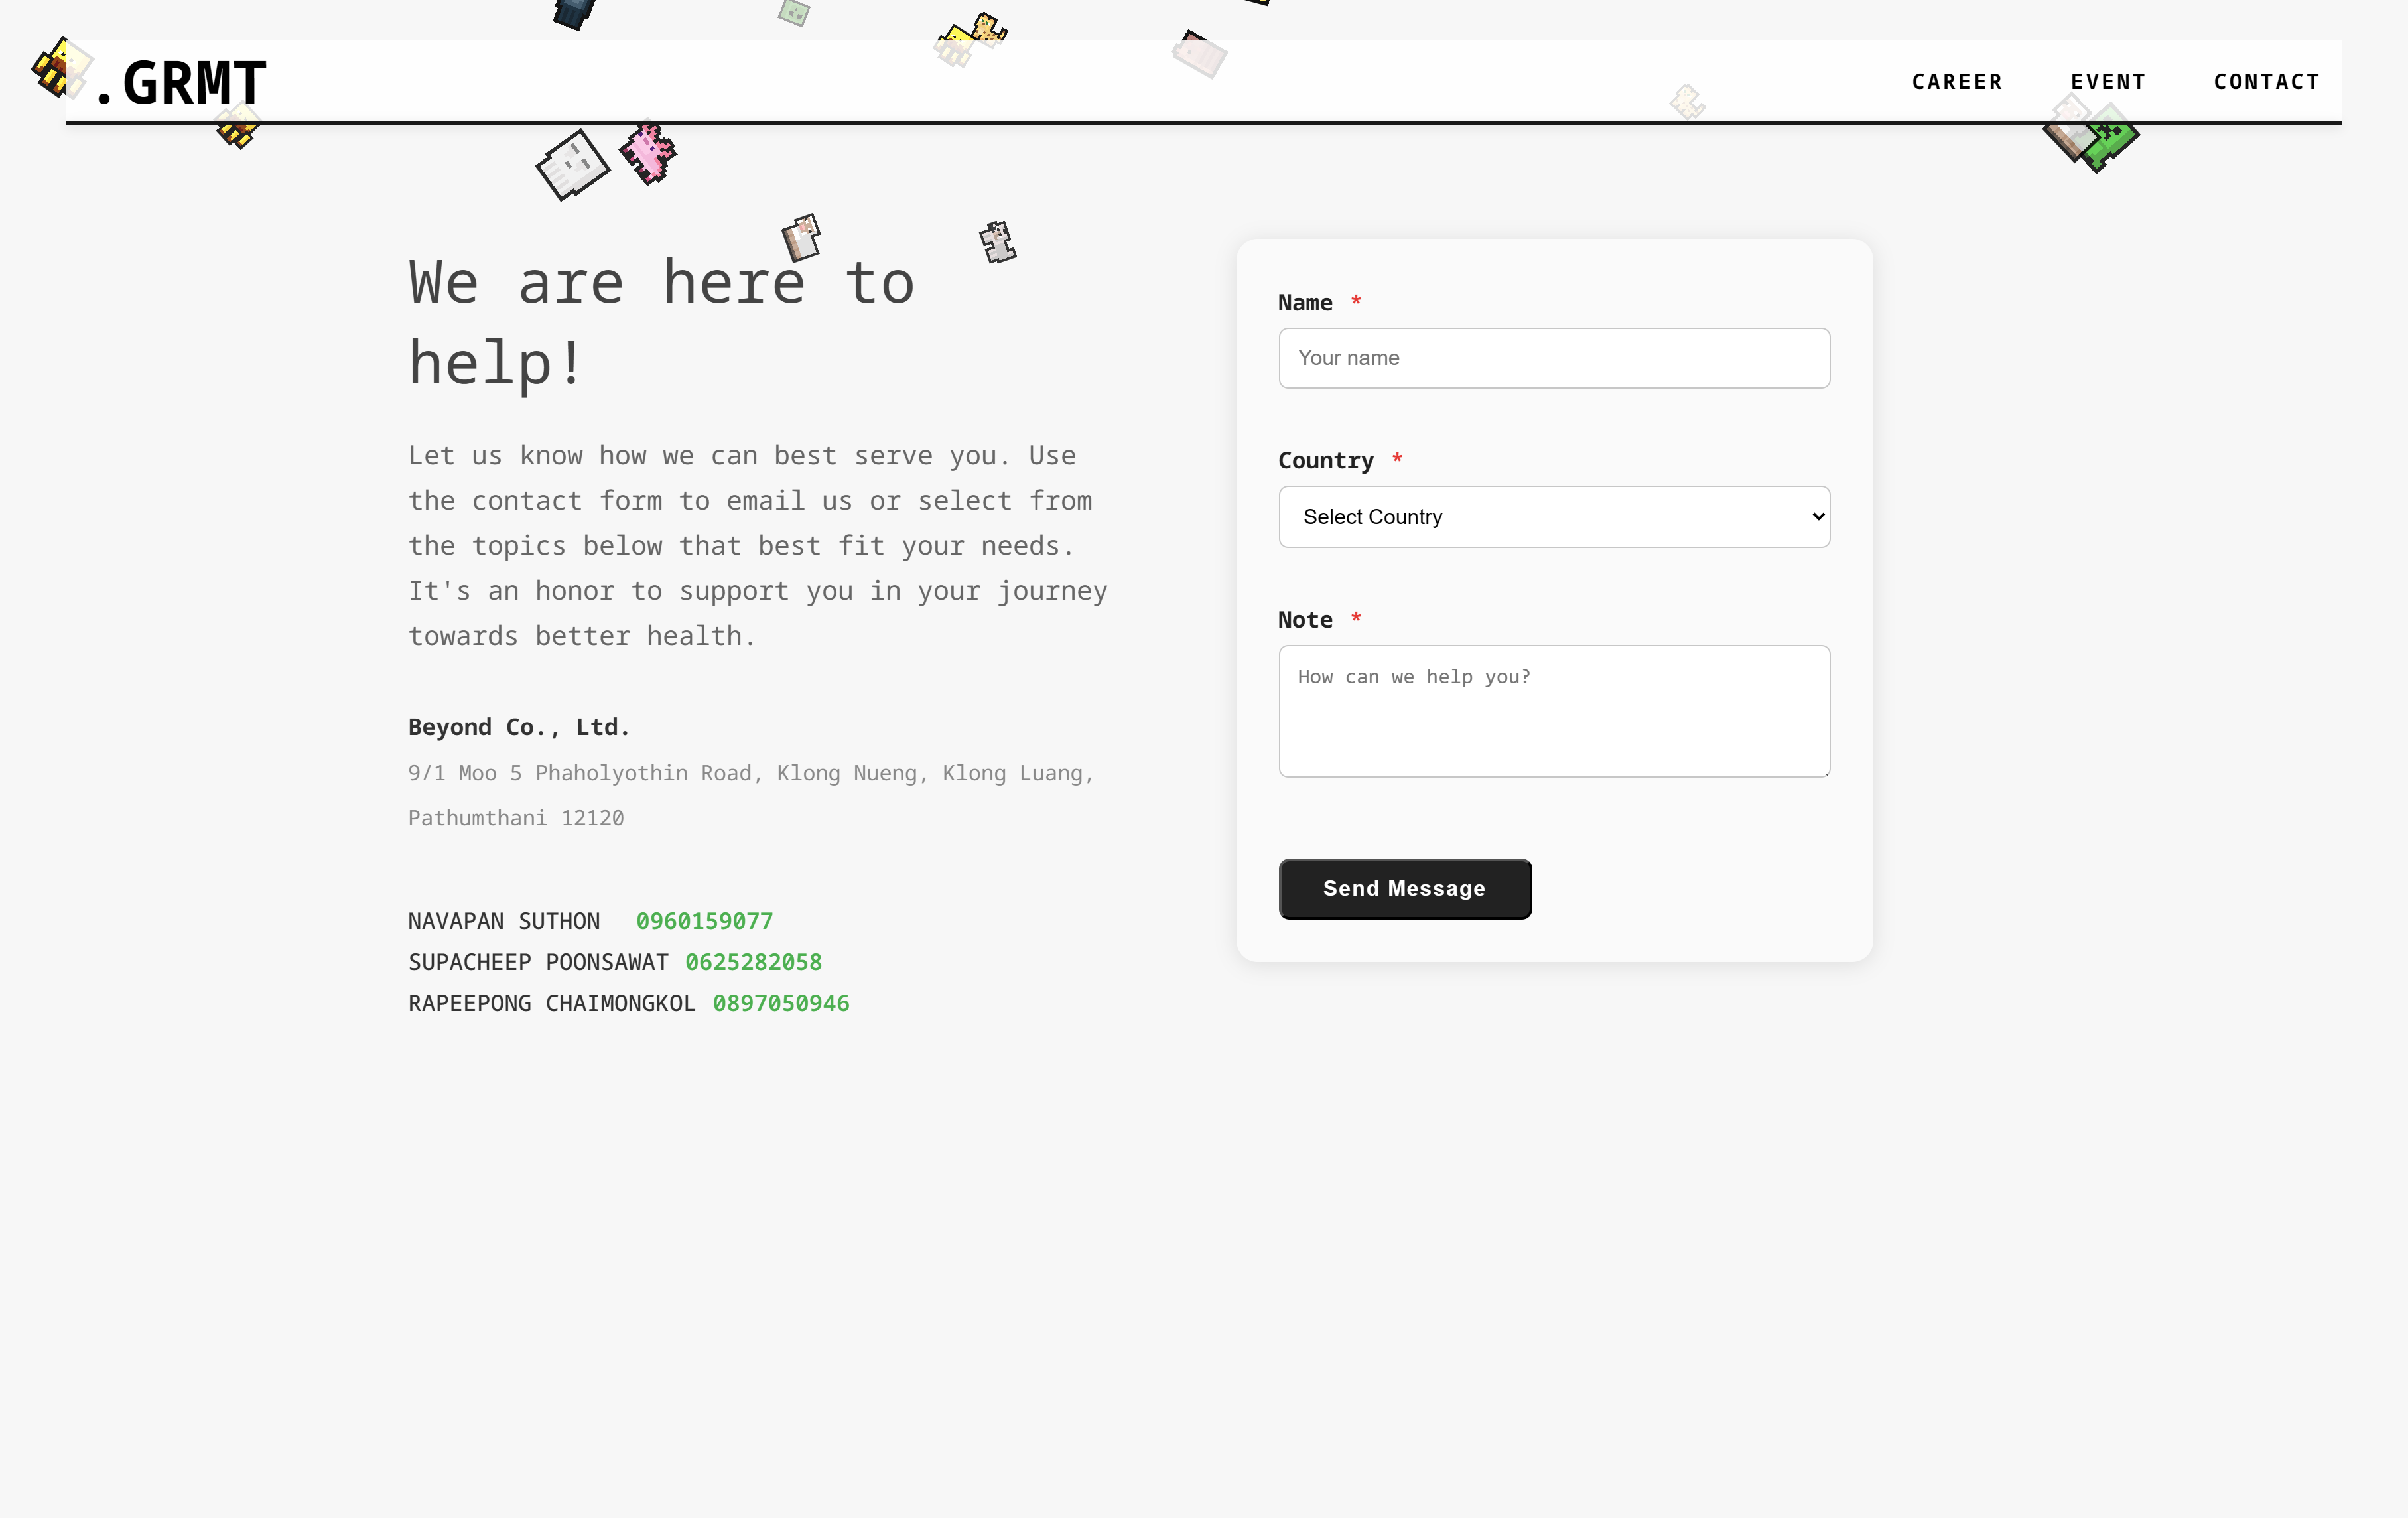 .GRMT
CAREER EVENT CONTACT
We are here to
help!
Let us know how we can best serve you. Use
the contact form to email us or select from
the topics below that best fit your needs.
It's an honor to support you in your journey
towards better health.
Beyond Co., Ltd.
9/1 Moo 5 Phaholyothin Road, Klong Nueng, Klong Luang,
Pathumthani 12120
NAVAPAN SUTHON 0960159077
SUPACHEEP POONSAWAT 0625282058
RAPEEPONG CHAIMONGKOL 0897050946
Name *
Your name
Country *
Select Country
Note *
How can we help you?
Send Message